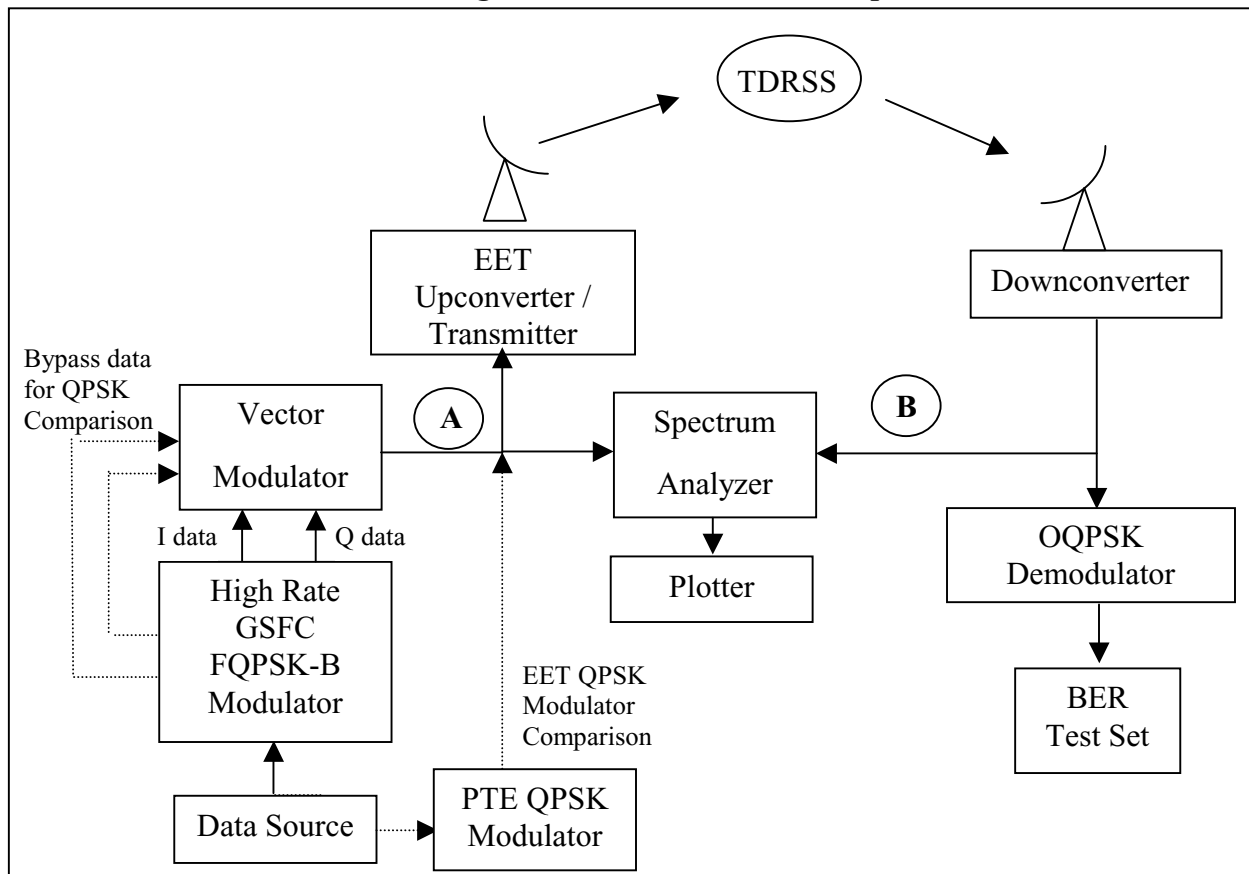 TDRSS
EET
Upconverter /
Transmitter
Downconverter
Bypass data
for QPSK
Comparison
Vector
Modulator
A
Spectrum
Analyzer
B
I data
Q data
OQPSK
Demodulator
Plotter
High Rate
GSFC
FQPSK-B
Modulator
EET QPSK
Modulator
Comparison
BER
Test Set
Data Source
PTE QPSK
Modulator